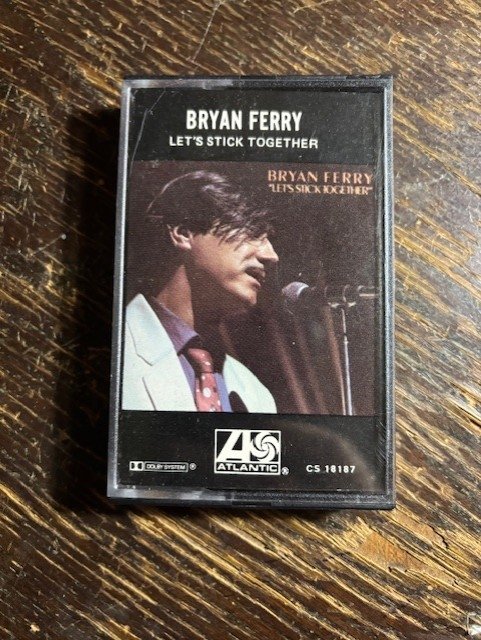 BRYAN FERRY
LET'S STICK TOGETHER
BRYAN FERRY
"LET'S STICK TOGETHER"
DOLBY SYSTEM ®
ATLANTIC ®
CS 18187